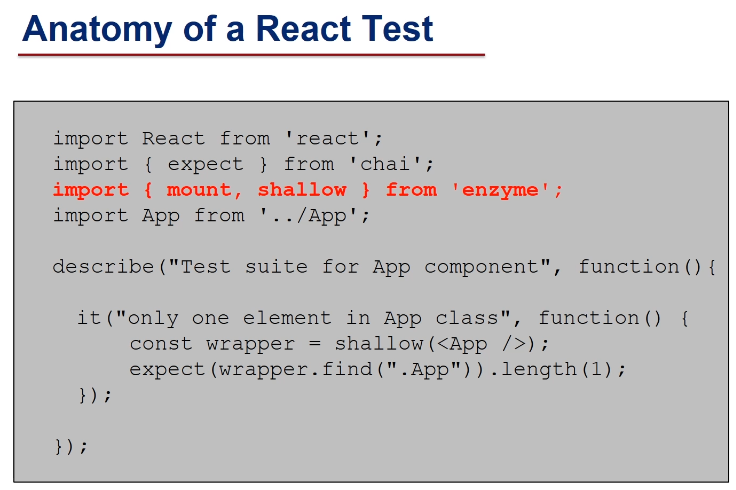 Anatomy of a React Test
import React from 'react';
import { expect } from 'chai';
import { mount, shallow } from 'enzyme';
import App from '../App';
describe("Test suite for App component", function(){
it("only one element in App class", function() {
const wrapper = shallow(<App />);
expect(wrapper.find(".App")).length(1);
});
});